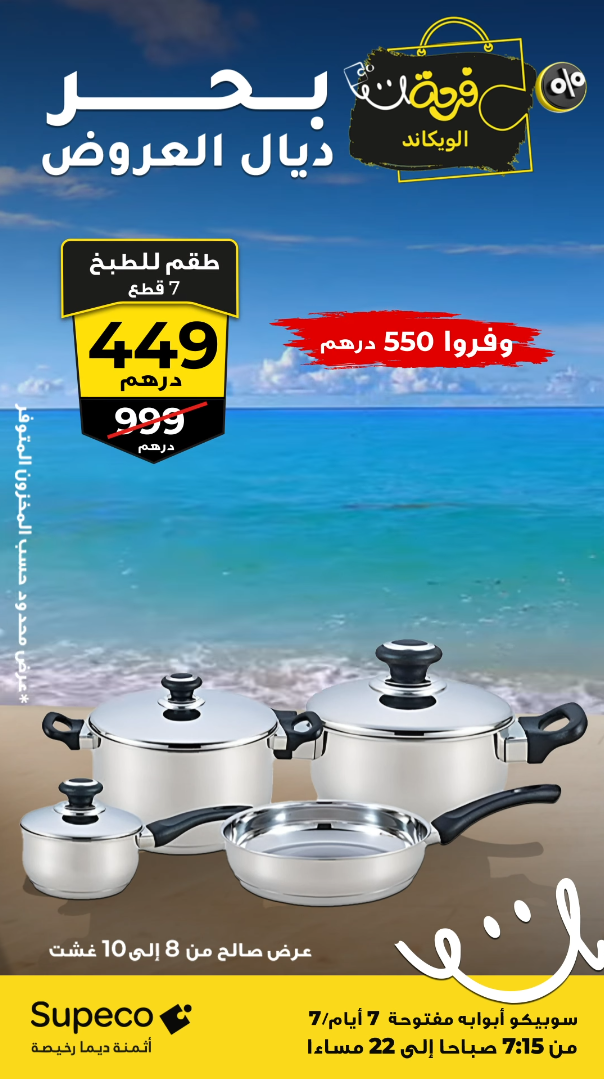 بحر
ديال العروض
فرحة
الويكاند
%
طقم للطبخ
7 قطع
449
درهم
999
درهم
وفروا 550 درهم
*عرض محدود حسب المخزون المتوفر
عرض صالح من 8 إلى 10 غشت
سوبيكو أبوابه مفتوحة 7 أيام/7
من 7:15 صباحا إلى 22 مساءا
Supeco
أثمنة ديما رخيصة